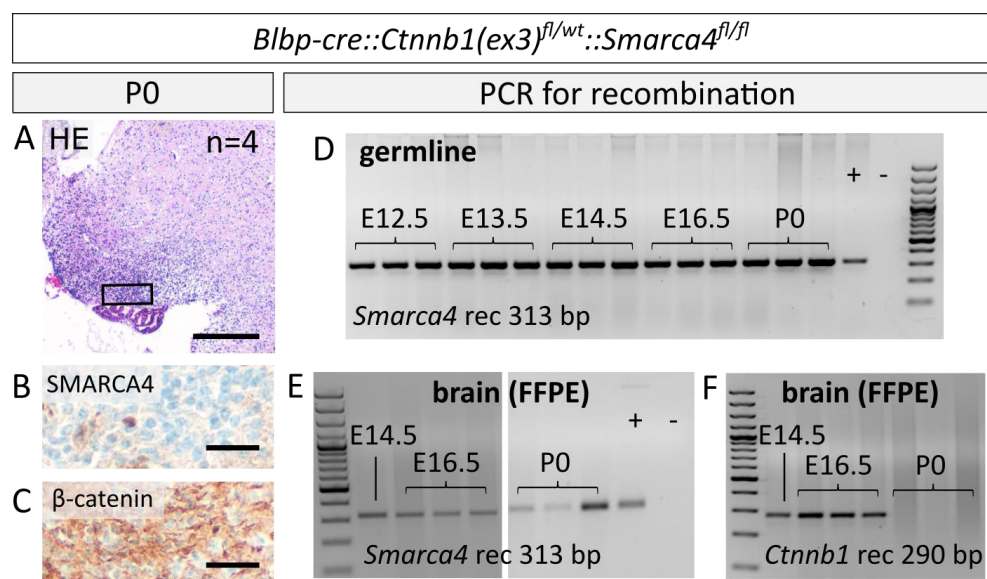 Blbp-cre::Ctnnb1(ex3)fl/wt::Smarca4fl/fl
P0
PCR for recombination
A HE n=4
B SMARCA4
C β-catenin
D germline
+ -
E12.5 E13.5 E14.5 E16.5 P0
Smarca4 rec 313 bp
E brain (FFPE)
+ -
E14.5
E16.5 P0
Smarca4 rec 313 bp
F brain (FFPE)
E14.5
E16.5 P0
Ctnnb1 rec 290 bp